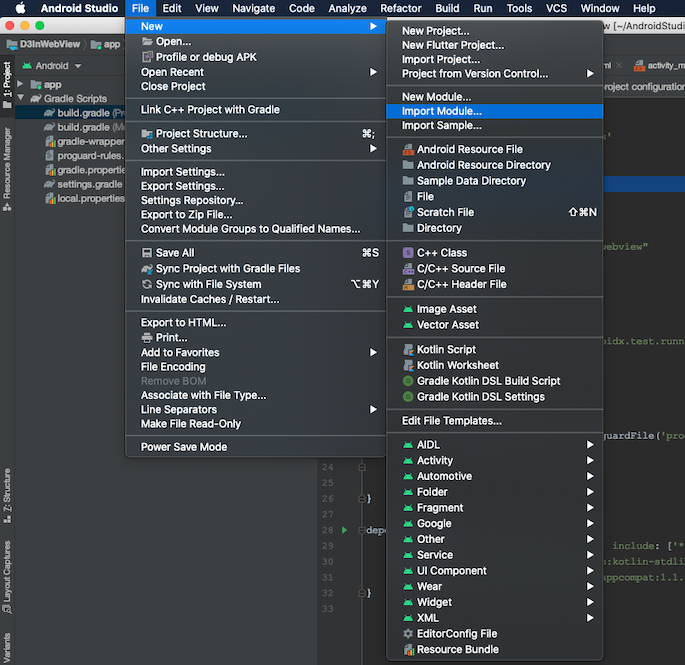 Android Studio File Edit View Navigate Code Analyze Refactor Build Run Tools VCS Window Help
D3InWebView app
w [~/AndroidStudi
Android
activity_m
1: Project
Resource Manager
7: Structure
Layout Captures
Variants
app
Gradle Scripts
build.gradle (Pr
build.gradle (Mo
gradle-wrapper
proguard-rules.
gradle.properties
settings.gradle
local.properties
New
Open...
Profile or debug APK
Open Recent
Close Project
Link C++ Project with Gradle
Project Structure... ⌘;
Other Settings
Import Settings...
Export Settings...
Settings Repository...
Export to Zip File...
Convert Module Groups to Qualified Names...
Save All ⌘S
Sync Project with Gradle Files
Sync with File System ⌥⌘Y
Invalidate Caches / Restart...
Export to HTML...
Print...
Add to Favorites
File Encoding
Remove BOM
Associate with File Type...
Line Separators
Make File Read-Only
Power Save Mode
New Project...
New Flutter Project...
Import Project...
Project from Version Control...
New Module...
Import Module...
Import Sample...
Android Resource File
Android Resource Directory
Sample Data Directory
File
Scratch File ⇧⌘N
Directory
C++ Class
C/C++ Source File
C/C++ Header File
Image Asset
Vector Asset
Kotlin Script
Kotlin Worksheet
Gradle Kotlin DSL Build Script
Gradle Kotlin DSL Settings
Edit File Templates...
AIDL
Activity
Automotive
Folder
Fragment
Google
Other
Service
UI Component
Wear
Widget
XML
EditorConfig File
Resource Bundle
project configuration
webview"
idx.test.runn
guardFile('pro
24
25
26 }
27
28 depe
29 include: ['*
30 :kotlin-stdlib
31 appcompat:1.1.
32 }
33